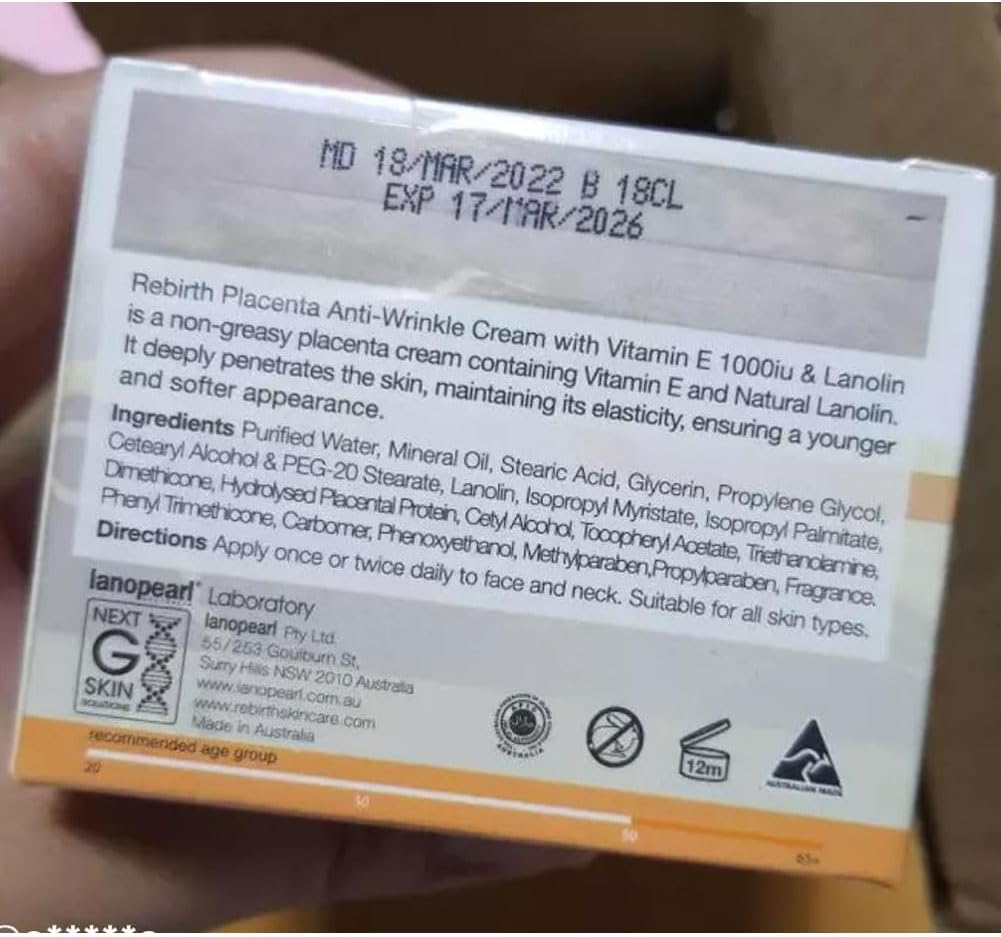 MD 18/MAR/2022 B 18CL
EXP 17/MAR/2026
Rebirth Placenta Anti-Wrinkle Cream with Vitamin E 1000iu & Lanolin
is a non-greasy placenta cream containing Vitamin E and Natural Lanolin.
It deeply penetrates the skin, maintaining its elasticity, ensuring a younger
and softer appearance.
Ingredients Purified Water, Mineral Oil, Stearic Acid, Glycerin, Propylene Glycol,
Cetearyl Alcohol & PEG-20 Stearate, Lanolin, Isopropyl Myristate, Isopropyl Palmitate,
Dimethicone, Hydrolysed Placental Protein, Cetyl Alcohol, Tocopheryl Acetate, Triethanolamine,
Phenyl Trimethicone, Carbomer, Phenoxyethanol, Methylparaben,Propylparaben, Fragrance.
Directions Apply once or twice daily to face and neck. Suitable for all skin types.
lanopearl® Laboratory
NEXT
G
SKIN
SOLUTIONS
lanopearl Pty Ltd.
55/253 Goulburn St,
Surry Hills NSW 2010 Australia
www.lanopearl.com.au
www.rebirthskincare.com
Made in Australia
AUSTRALIA
12m
AUSTRALIAN MADE
recommended age group
20
50
65+